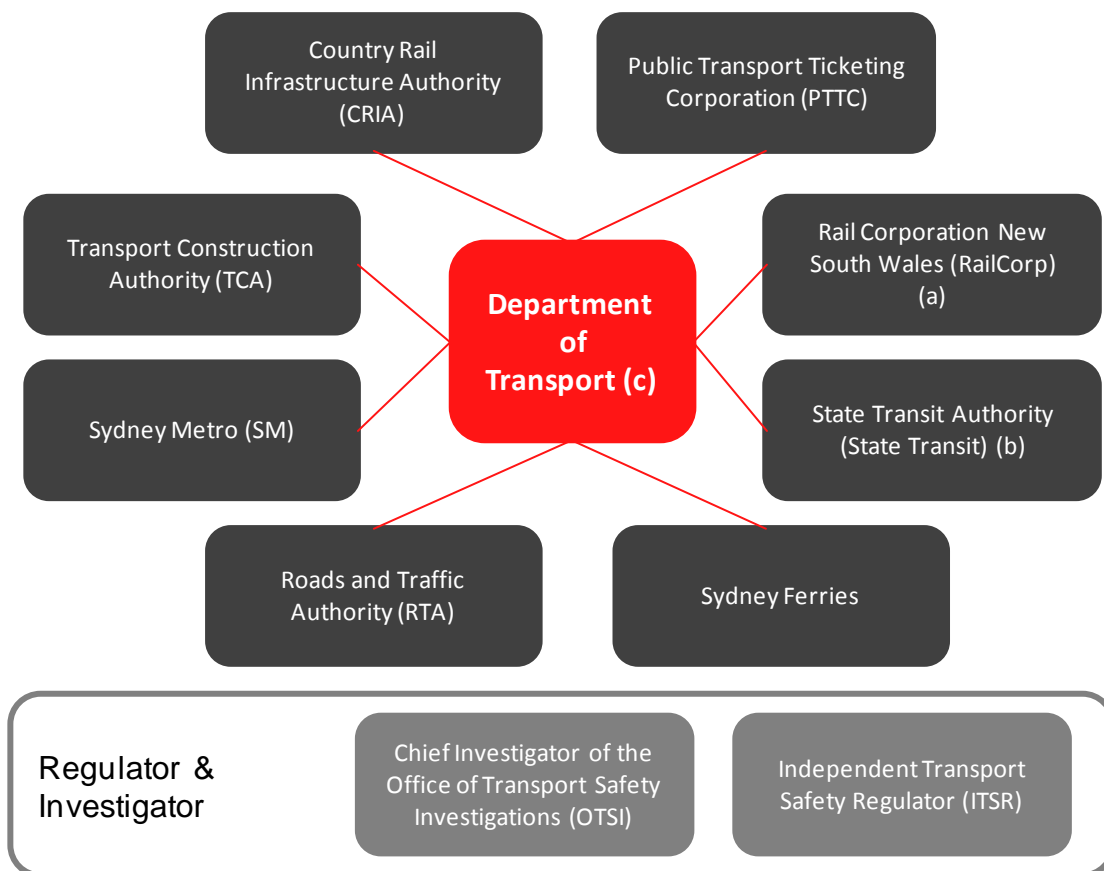 Country Rail
Infrastructure Authority
(CRIA)
Public Transport Ticketing
Corporation (PTTC)
Transport Construction
Authority (TCA)
Department
of
Transport (c)
Rail Corporation New
South Wales (RailCorp)
(a)
Sydney Metro (SM)
State Transit Authority
(State Transit) (b)
Roads and Traffic
Authority (RTA)
Sydney Ferries
Regulator &
Investigator
Chief Investigator of the
Office of Transport Safety
Investigations (OTSI)
Independent Transport
Safety Regulator (ITSR)